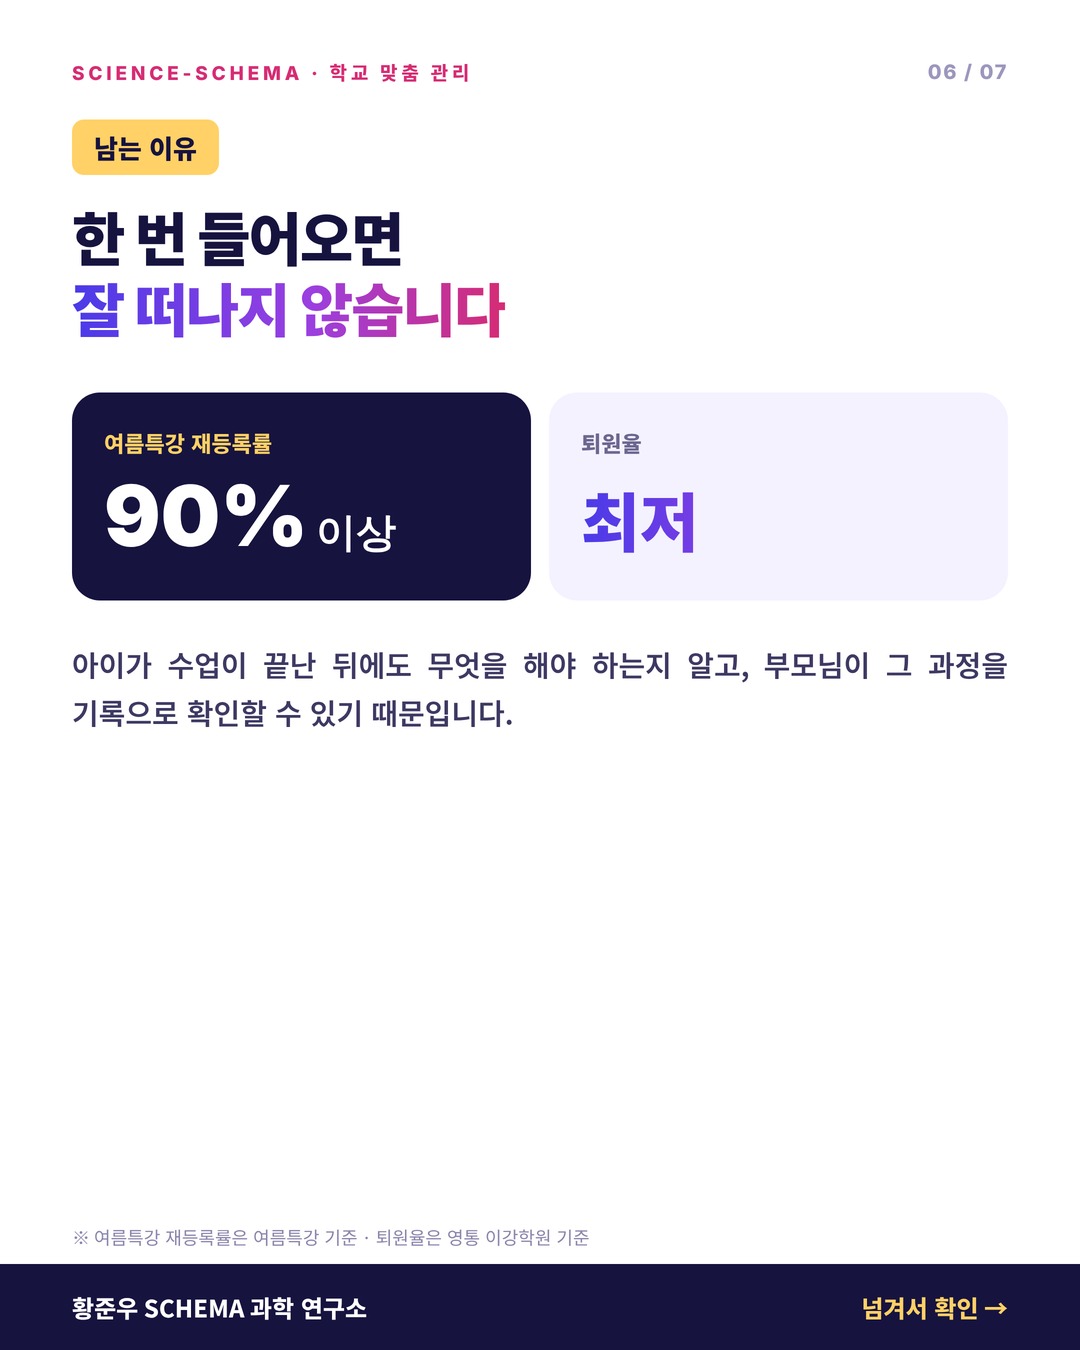 SCIENCE-SCHEMA · 학교 맞춤 관리
06 / 07
남는 이유
한 번 들어오면
잘 떠나지 않습니다
여름특강 재등록률
90% 이상
퇴원율
최저
아이가 수업이 끝난 뒤에도 무엇을 해야 하는지 알고, 부모님이 그 과정을
기록으로 확인할 수 있기 때문입니다.
※ 여름특강 재등록률은 여름특강 기준 · 퇴원율은 영통 이강학원 기준
황준우 SCHEMA 과학 연구소
넘겨서 확인 →